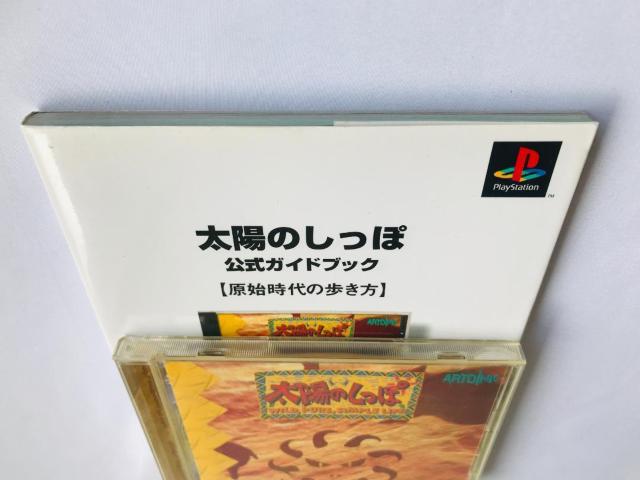 PlayStation
TM
太陽のしっぽ
公式ガイドブック
【原始時代の歩き方】
太陽のしっぽ
ARTDINK
太陽のしっぽ
WILD, PURE, SIMPLE LIFE
ARTDINK